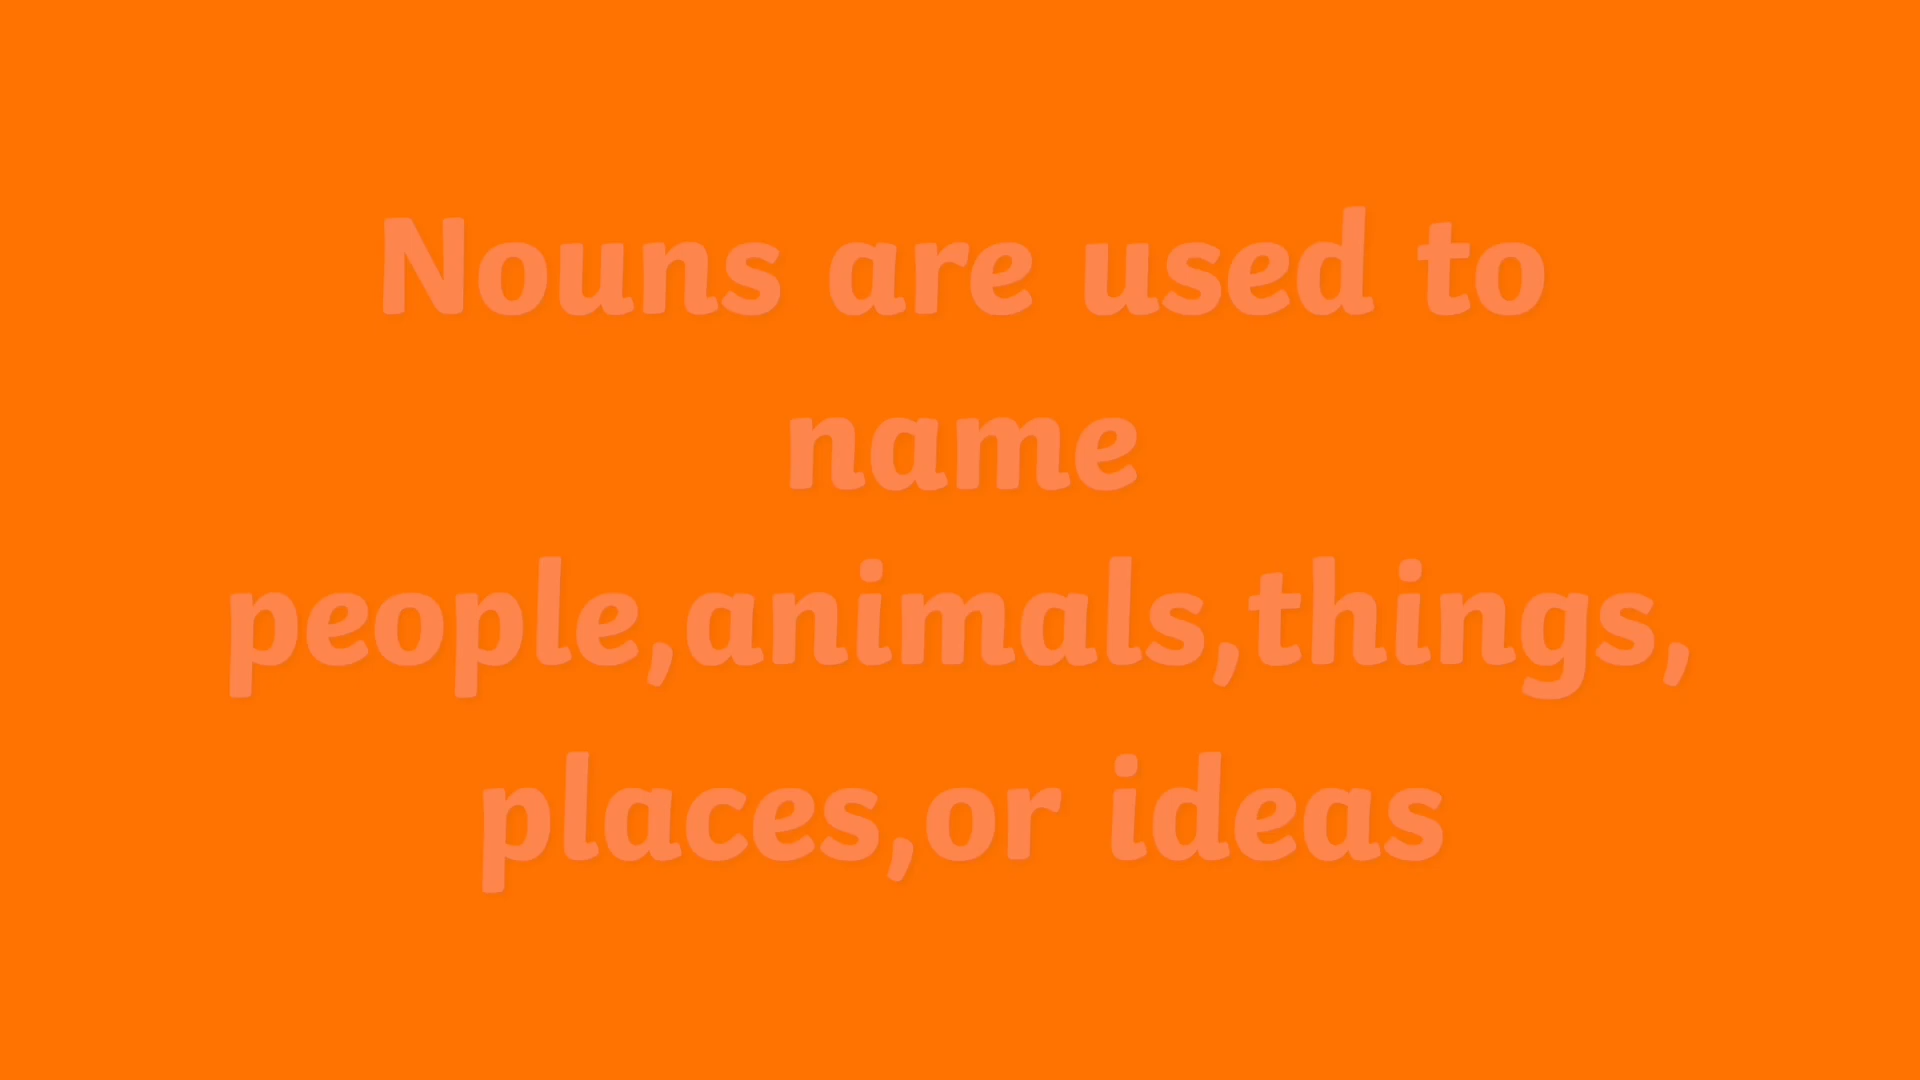 Nouns are used to
name
people,animals,things,
places,or ideas